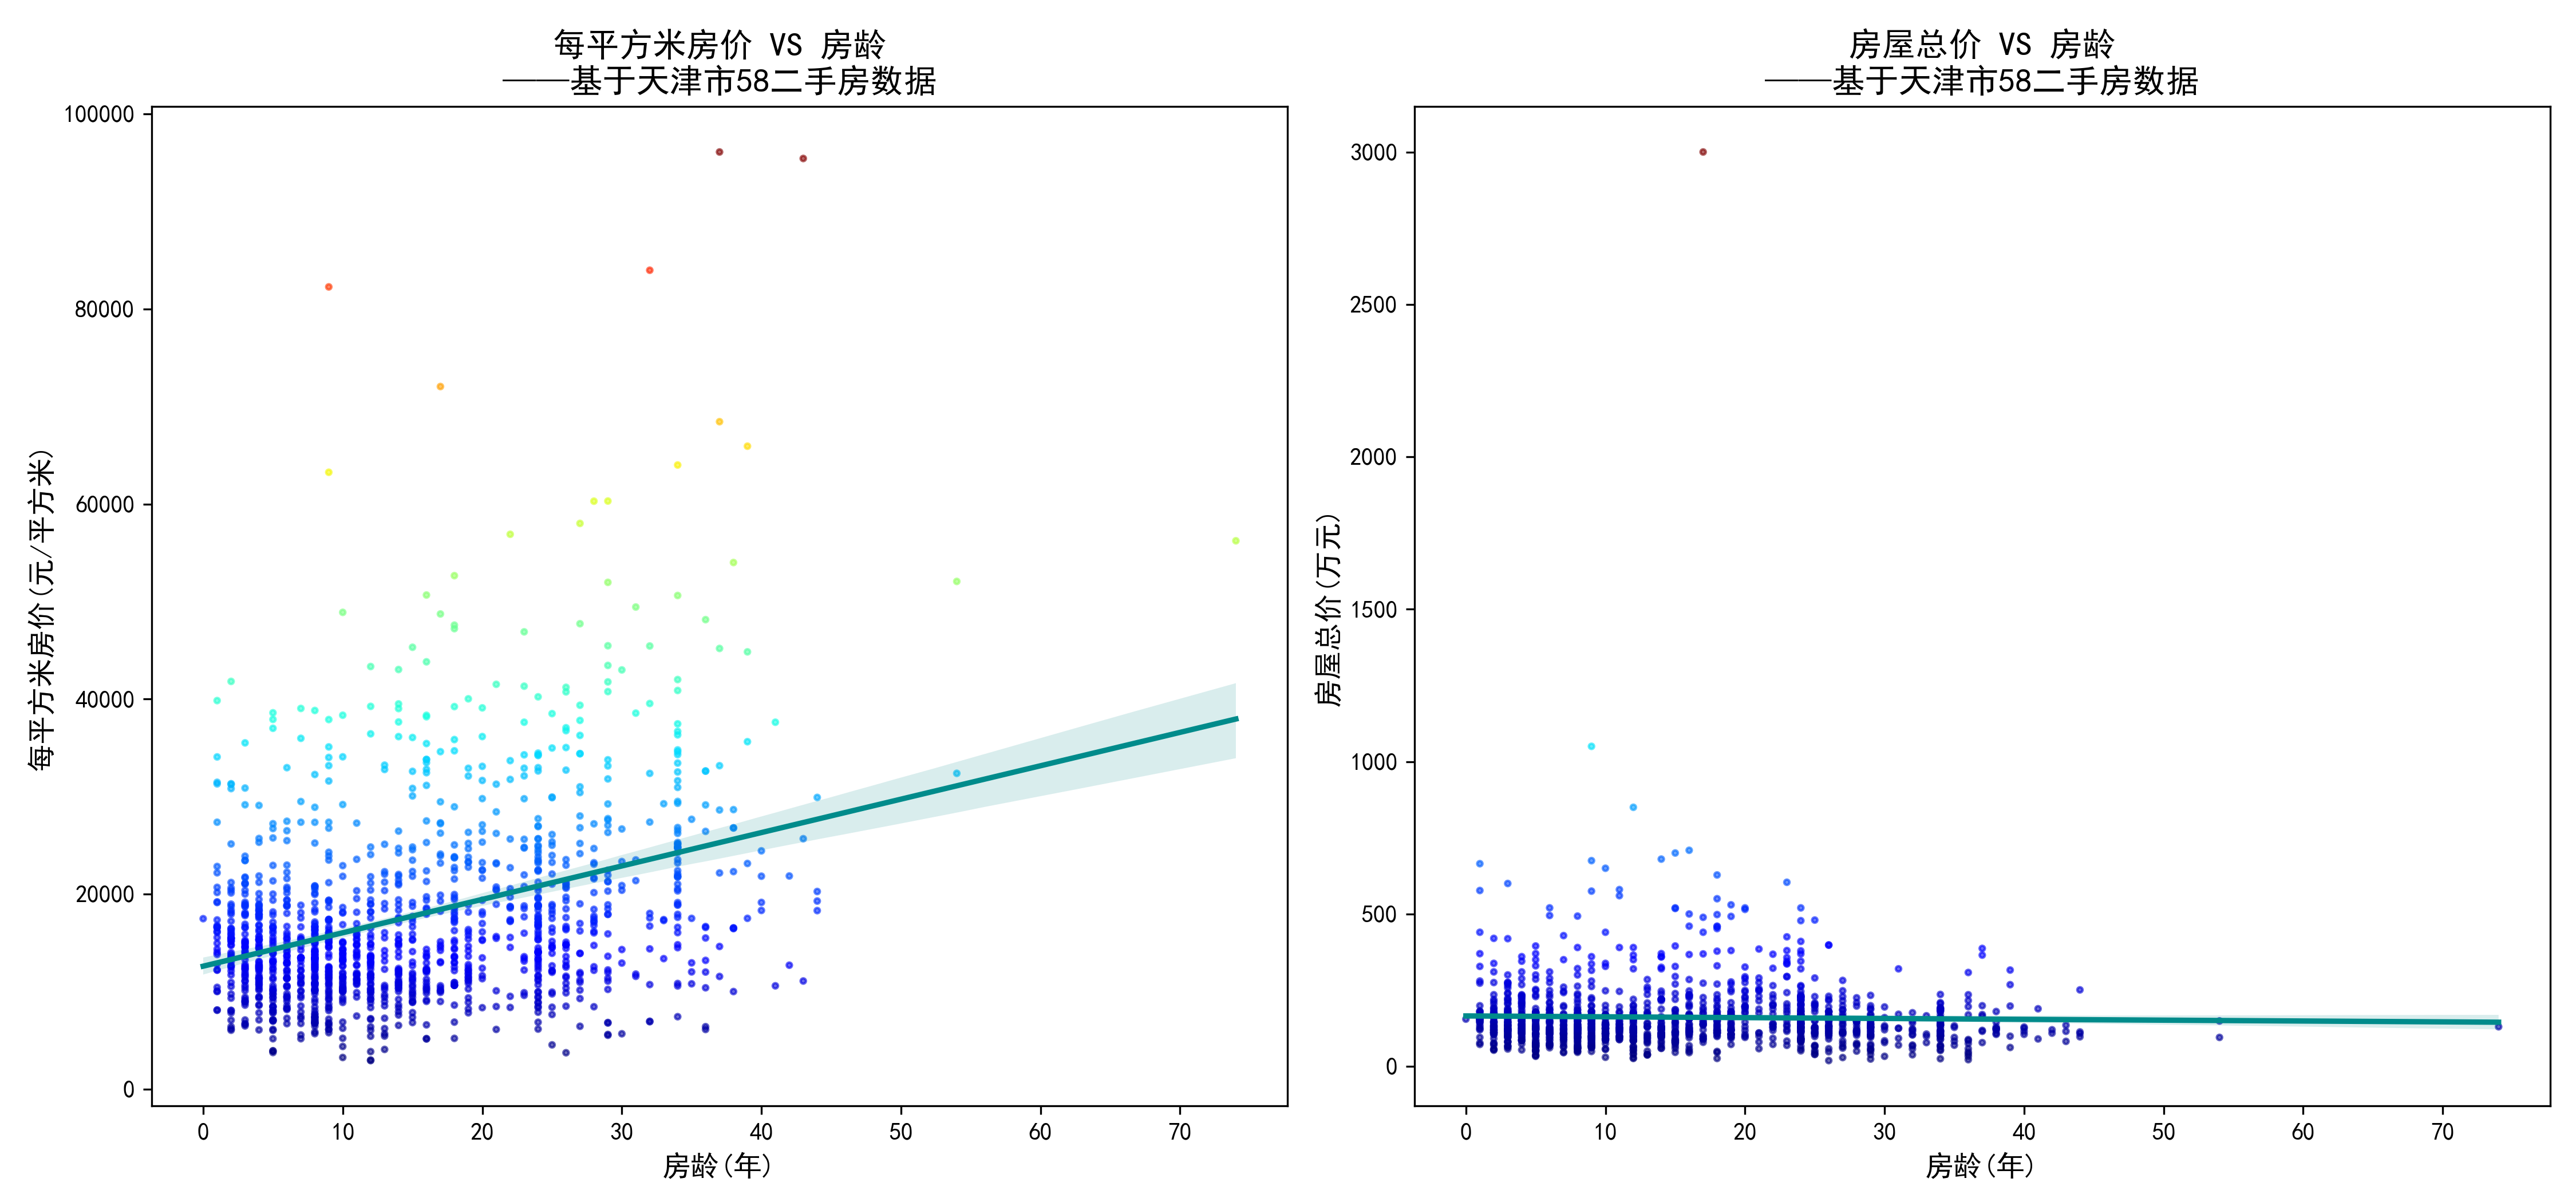 每平方米房价 VS 房龄
——基于天津市58二手房数据
100000
80000
60000
40000
20000
0
每平方米房价(元/平方米)
0 10 20 30 40 50 60 70
房龄(年)
房屋总价 VS 房龄
——基于天津市58二手房数据
3000
2500
2000
1500
1000
500
0
房屋总价(万元)
0 10 20 30 40 50 60 70
房龄(年)